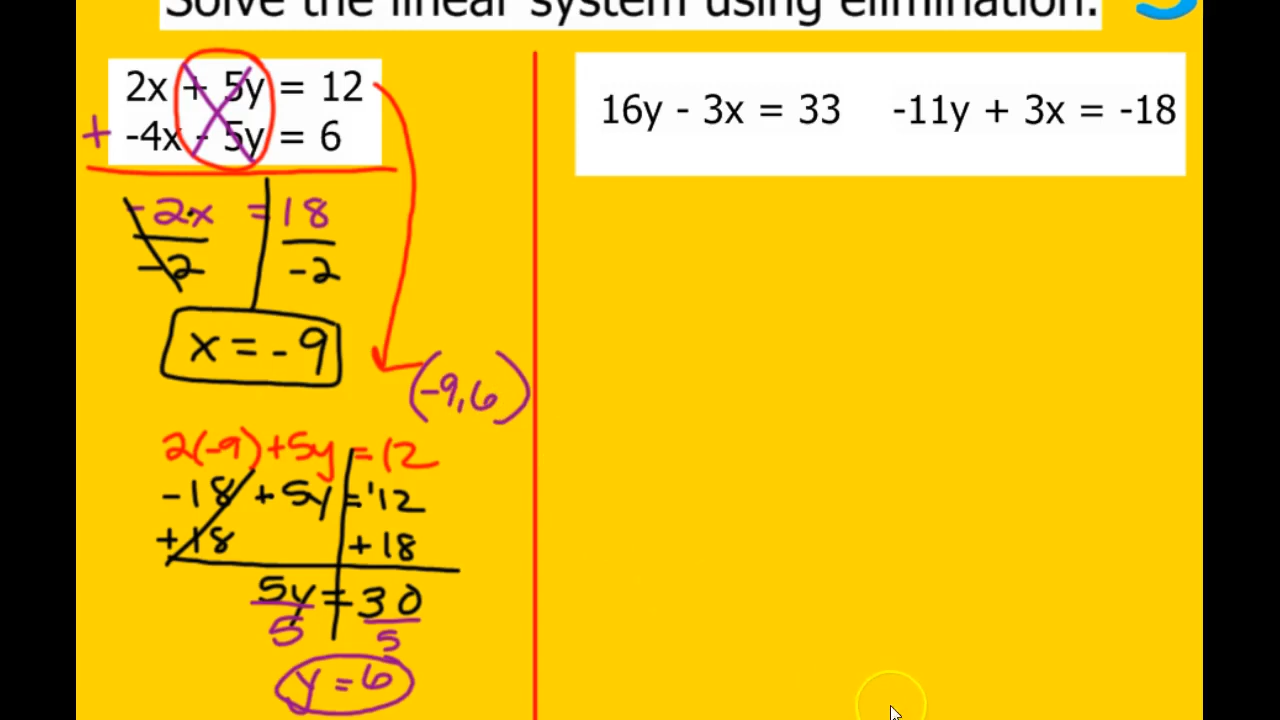 Solve the linear system using elimination.
2x + 5y = 12
+ -4x - 5y = 6
-2x = 18
-2 -2
x = -9
(-9,6)
2(-9)+5y=12
-18 +5y = 12
+18 +18
5y = 30
5 5
y = 6
16y - 3x = 33 -11y + 3x = -18